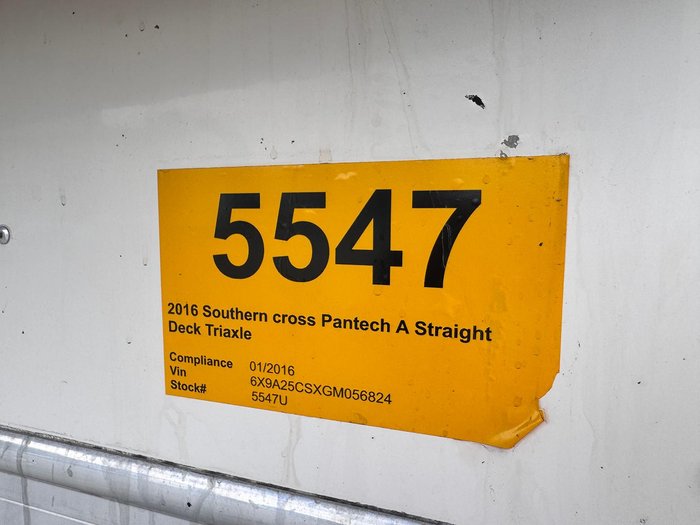 5547
2016 Southern cross Pantech A Straight
Deck Triaxle
Compliance 01/2016
Vin 6X9A25CSXGM056824
Stock# 5547U